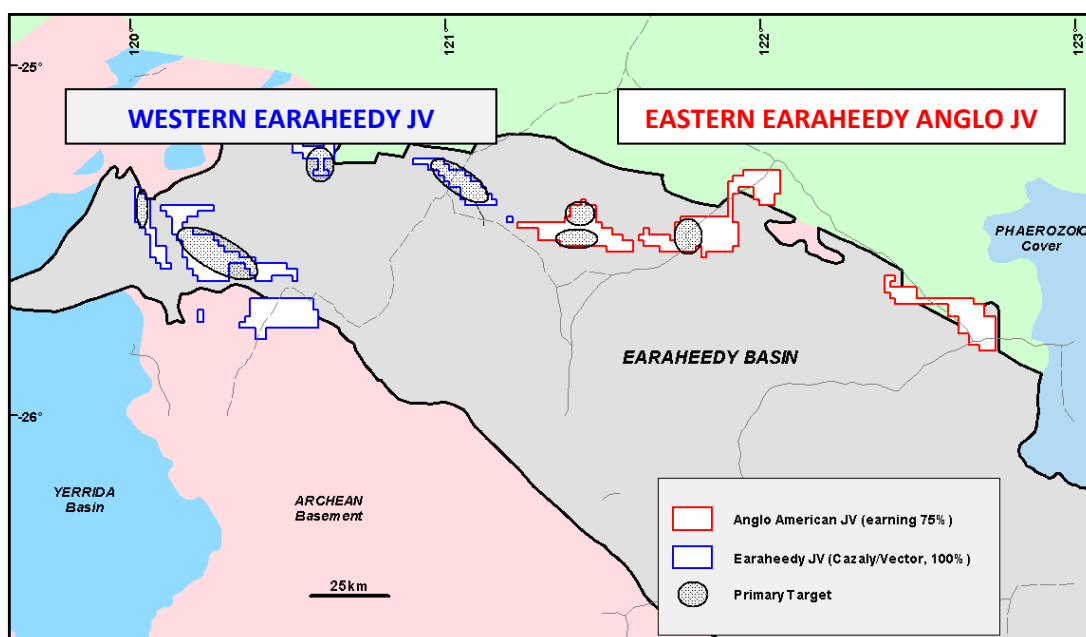 120°
121°
122°
123°
-25°
WESTERN EARAHEEDY JV
EASTERN EARAHEEDY ANGLO JV
PHAEROZOIC
Cover
EARAHEEDY BASIN
-26°
YERRIDA
Basin
ARCHEAN
Basement
25km
Anglo American JV (earning 75%)
Earaheedy JV (Cazaly/Vector, 100%)
Primary Target